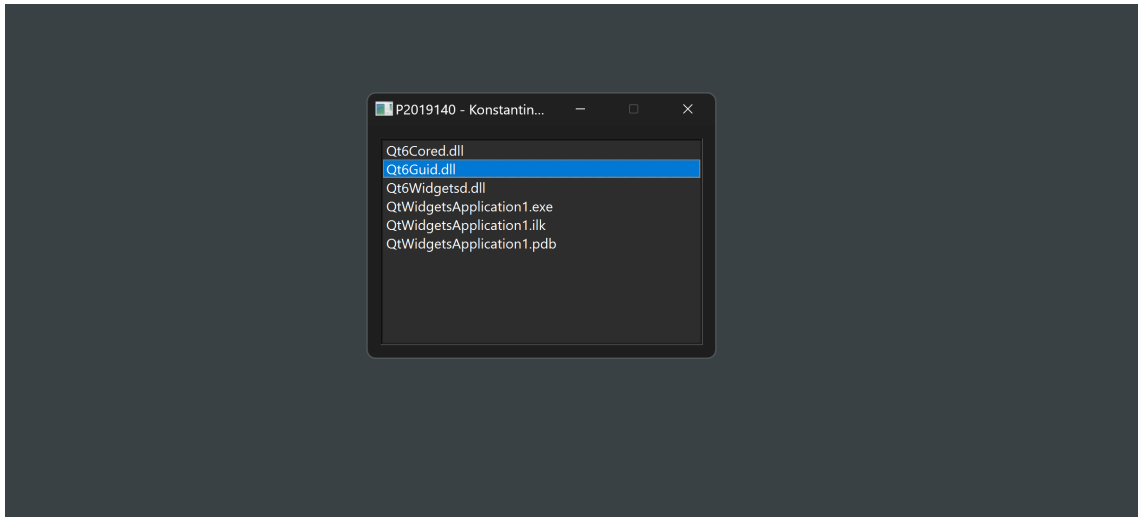 P2019140 - Konstantin...
Qt6Cored.dll
Qt6Guid.dll
Qt6Widgetsd.dll
QtWidgetsApplication1.exe
QtWidgetsApplication1.ilk
QtWidgetsApplication1.pdb